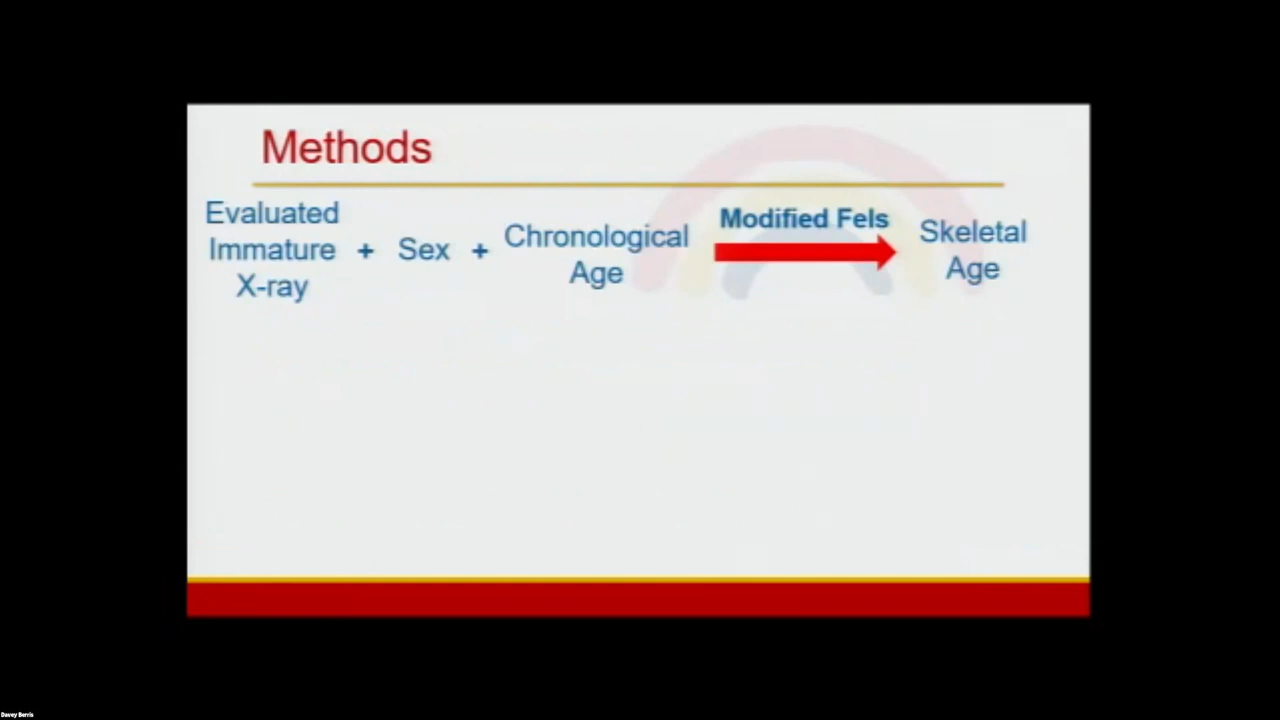 Methods
Evaluated
Immature
X-ray
+
Sex
+
Chronological
Age
Modified Fels
Skeletal
Age
Davey Berris